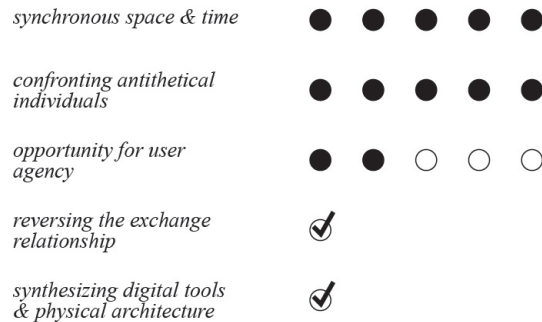 synchronous space & time
confronting antithetical
individuals
opportunity for user
agency
reversing the exchange
relationship
synthesizing digital tools
& physical architecture